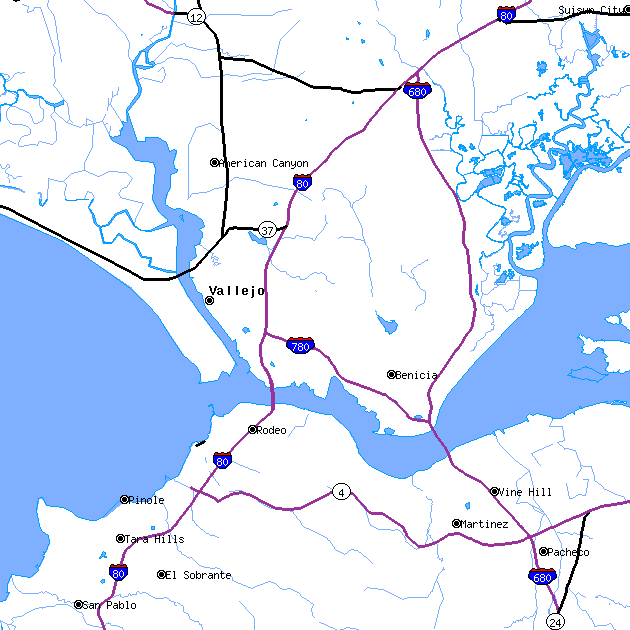 Suisun City
80
12
680
American Canyon
80
37
Vallejo
780
Benicia
Rodeo
80
4
Vine Hill
Pinole
Martinez
Tara Hills
Pacheco
80
El Sobrante
680
San Pablo
24